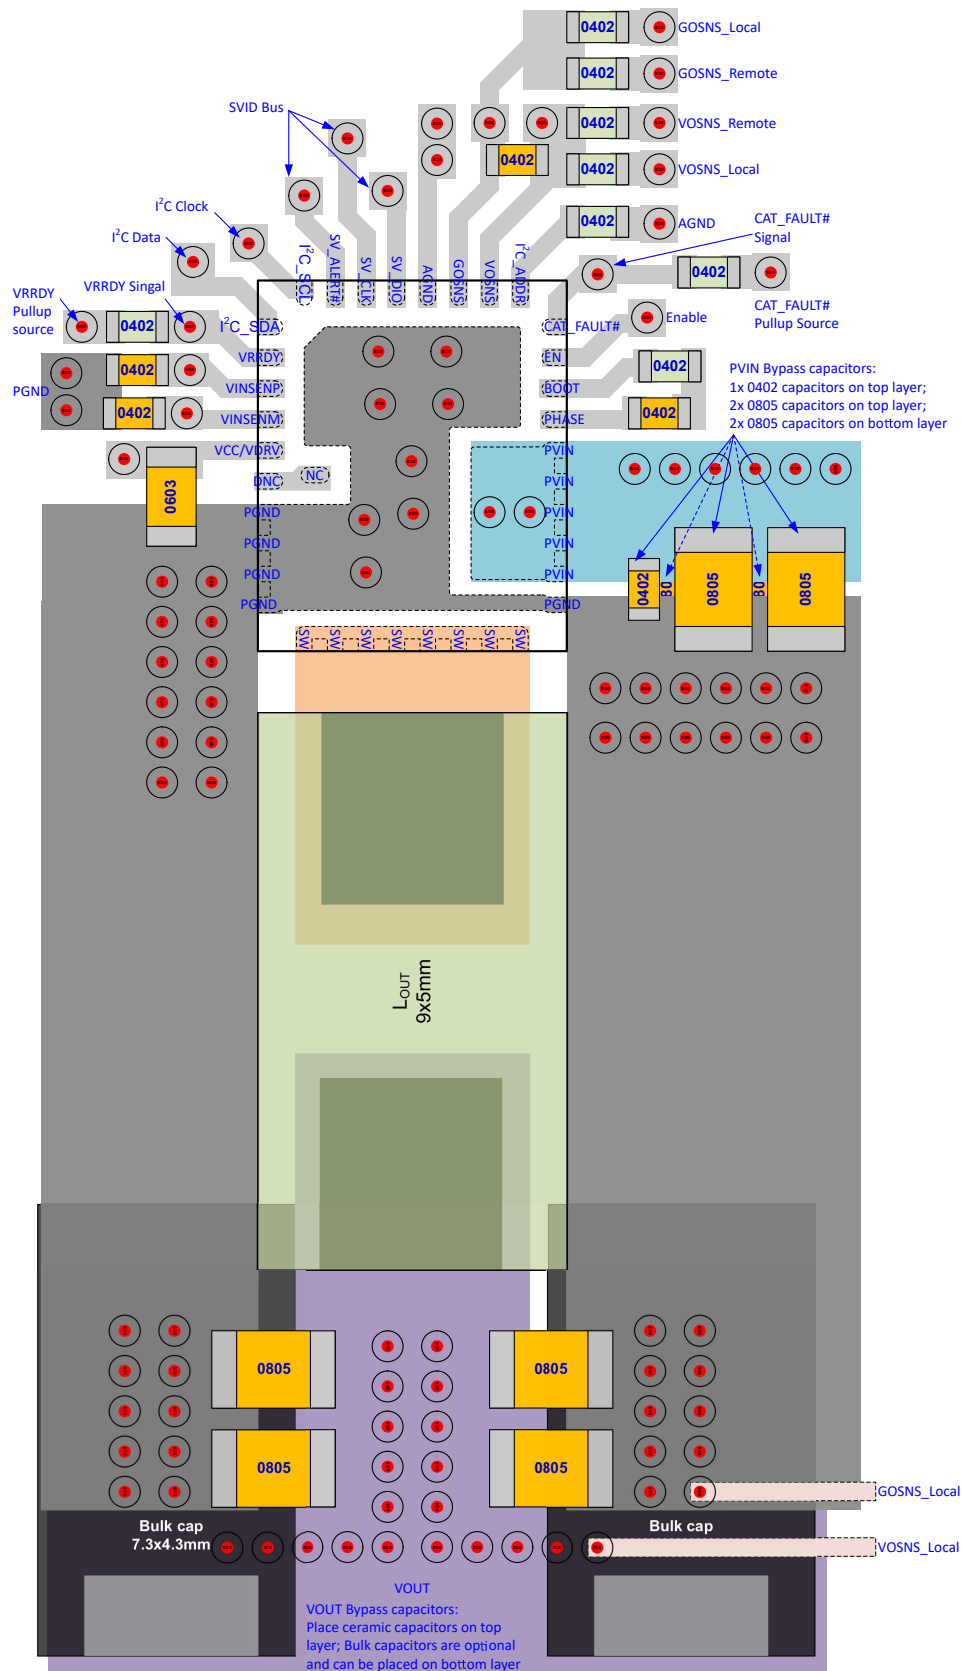 0402
GOSNS_Local
0402
GOSNS_Remote
SVID Bus
0402
VOSNS_Remote
0402
0402
VOSNS_Local
I²C Clock
0402
AGND
CAT_FAULT#
Signal
I²C Data
0402
CAT_FAULT#
Pullup Source
I²C_SCL
SV_ALERT#
SV_CLK
SV_DIO
AGND
GOSNS
VOSNS
I²C_ADDR
VRRDY
Pullup
source
VRRDY Singal
0402
I²C_SDA
CAT_FAULT#
Enable
VRRDY
EN
0402
PGND
0402
VINSENP
BOOT
0402
VINSENM
PHASE
0402
PVIN Bypass capacitors:
1x 0402 capacitors on top layer;
2x 0805 capacitors on top layer;
2x 0805 capacitors on bottom layer
VCC/VDRV
PVIN
0603
DNC
NC
PVIN
PGND
PVIN
PGND
PVIN
PGND
PVIN
PGND
PGND
0402
80
0805
80
0805
SW
SW
SW
SW
SW
SW
SW
SW
LOUT
9x5mm
0805
0805
0805
0805
GOSNS_Local
Bulk cap
7.3x4.3mm
Bulk cap
VOSNS_Local
VOUT
VOUT Bypass capacitors:
Place ceramic capacitors on top
layer; Bulk capacitors are optional
and can be placed on bottom layer